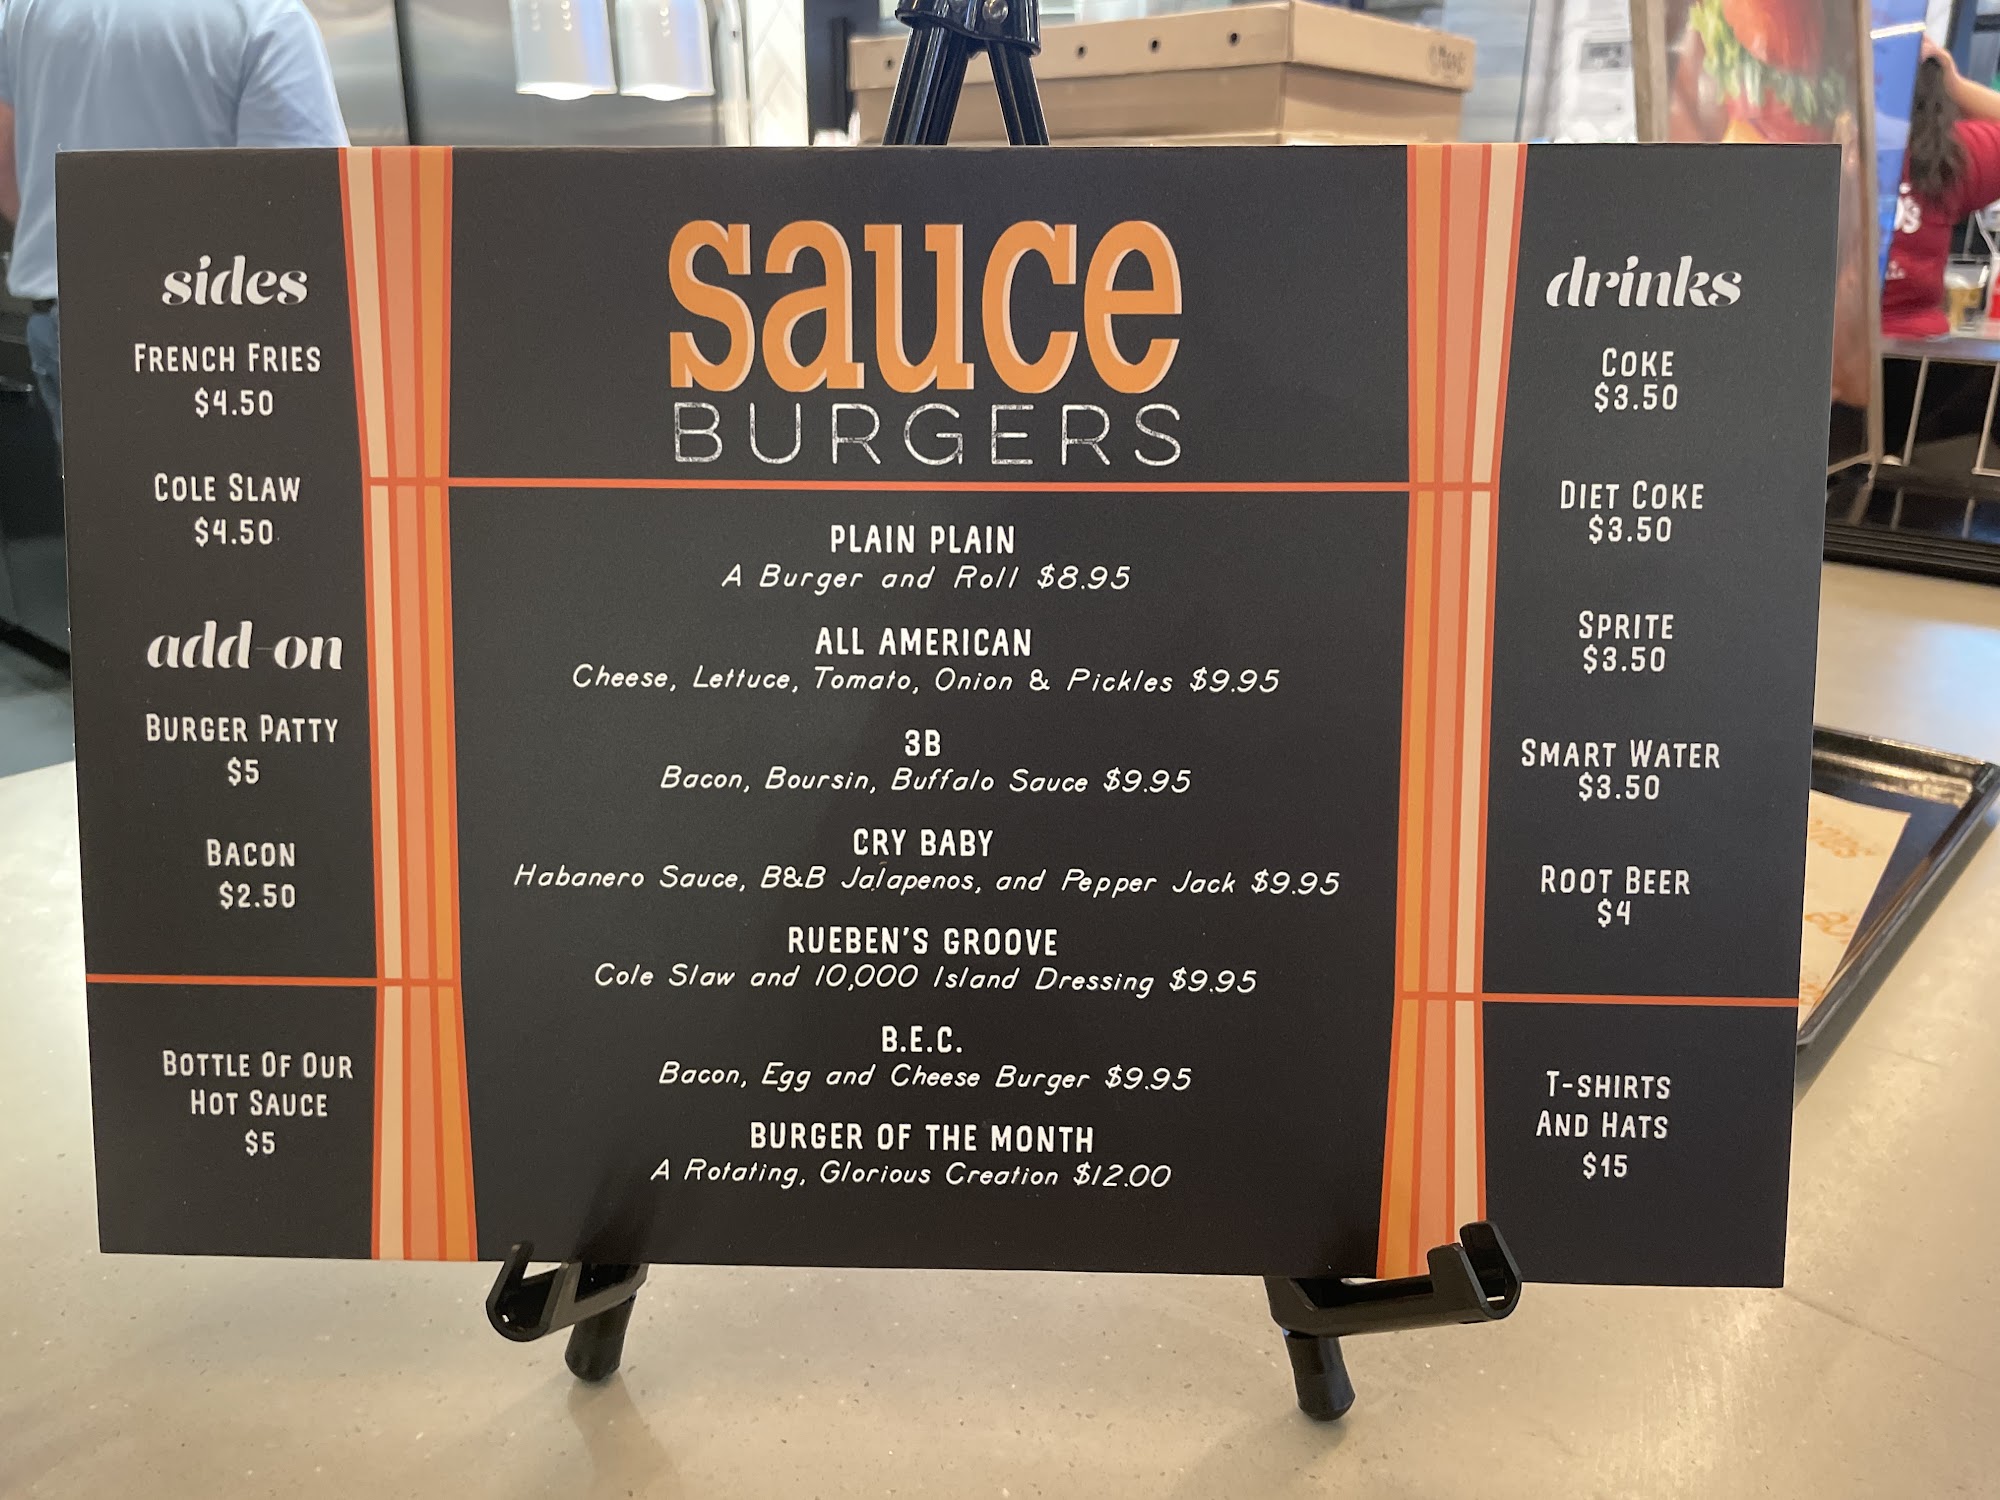 sides
FRENCH FRIES
$4.50
COLE SLAW
$4.50
add-on
BURGER PATTY
$5
BACON
$2.50
BOTTLE OF OUR
HOT SAUCE
$5
sauce
BURGERS
PLAIN PLAIN
A Burger and Roll $8.95
ALL AMERICAN
Cheese, Lettuce, Tomato, Onion & Pickles $9.95
3B
Bacon, Boursin, Buffalo Sauce $9.95
CRY BABY
Habanero Sauce, B&B Jalapenos, and Pepper Jack $9.95
RUEBEN'S GROOVE
Cole Slaw and 10,000 Island Dressing $9.95
B.E.C.
Bacon, Egg and Cheese Burger $9.95
BURGER OF THE MONTH
A Rotating, Glorious Creation $12.00
drinks
COKE
$3.50
DIET COKE
$3.50
SPRITE
$3.50
SMART WATER
$3.50
ROOT BEER
$4
T-SHIRTS
AND HATS
$15